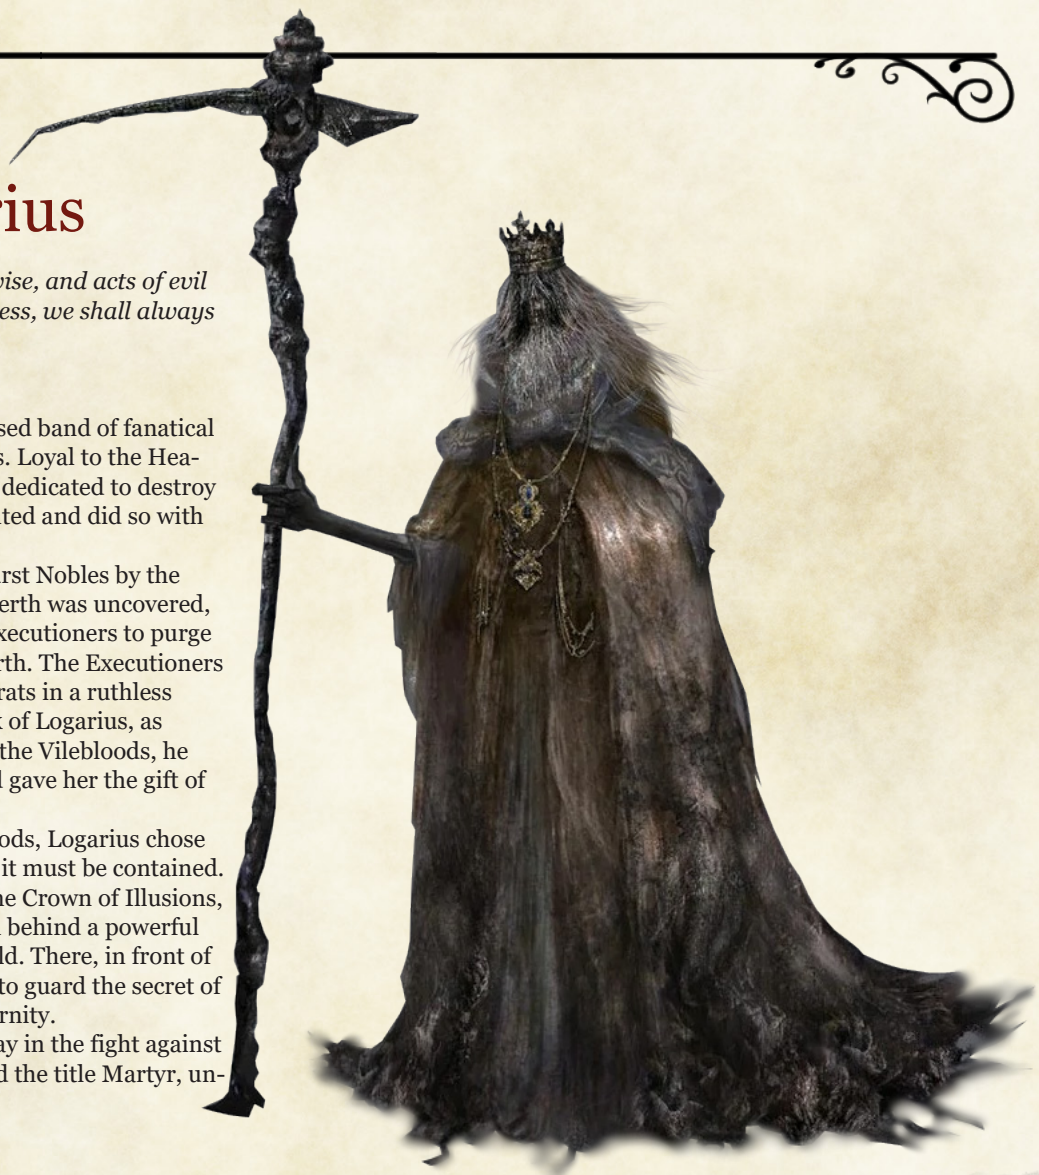 rius
vise, and acts of evil
ess, we shall always
sed band of fanatical
s. Loyal to the Hea-
dedicated to destroy
ted and did so with
rst Nobles by the
erth was uncovered,
xecutioners to purge
rth. The Executioners
rats in a ruthless
of Logarius, as
the Vilebloods, he
gave her the gift of
ods, Logarius chose
it must be contained.
ne Crown of Illusions,
behind a powerful
ld. There, in front of
to guard the secret of
rnity.
ay in the fight against
d the title Martyr, un-